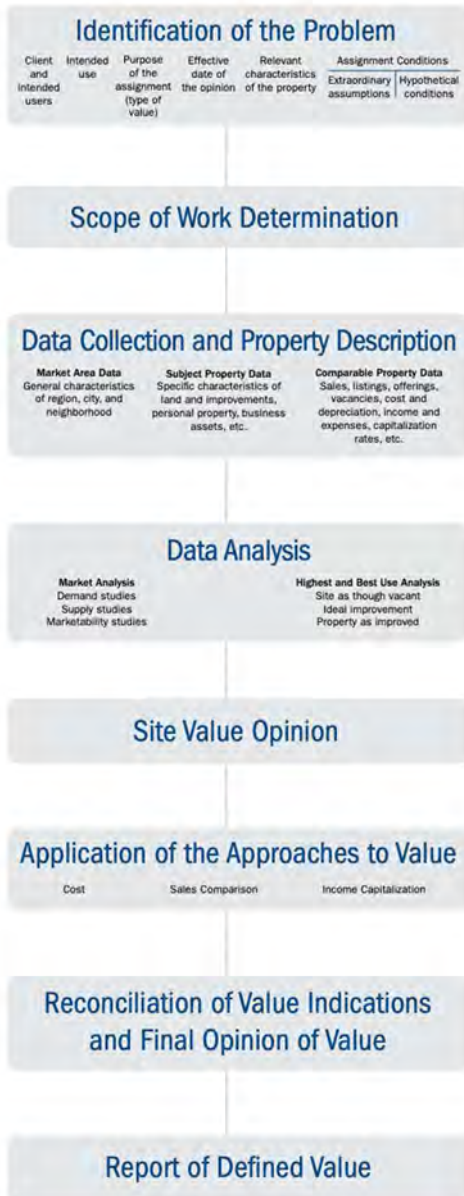 Identification of the Problem
Client
and
intended
users
Intended
use
Purpose
of the
assignment
(type of
value)
Effective
date of
the opinion
Relevant
characteristics
of the property
Assignment Conditions
Extraordinary
assumptions
Hypothetical
conditions
Scope of Work Determination
Data Collection and Property Description
Market Area Data
General characteristics
of region, city, and
neighborhood
Subject Property Data
Specific characteristics of
land and improvements,
personal property, business
assets, etc.
Comparable Property Data
Sales, listings, offerings,
vacancies, cost and
depreciation, income and
expenses, capitalization
rates, etc.
Data Analysis
Market Analysis
Demand studies
Supply studies
Marketability studies
Highest and Best Use Analysis
Site as though vacant
Ideal improvement
Property as improved
Site Value Opinion
Application of the Approaches to Value
Cost
Sales Comparison
Income Capitalization
Reconciliation of Value Indications
and Final Opinion of Value
Report of Defined Value